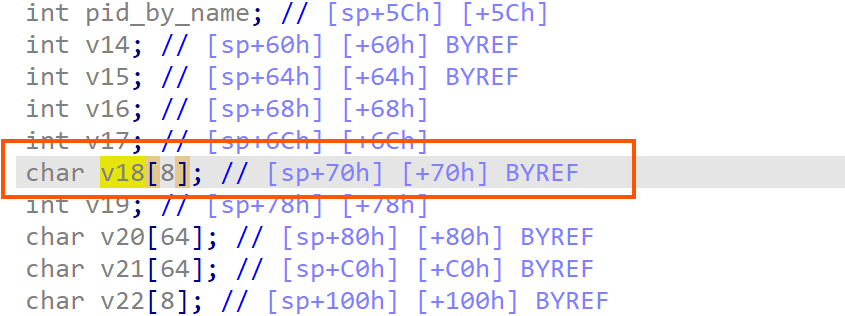 int pid_by_name; // [sp+5Ch] [+5Ch]
int v14; // [sp+60h] [+60h] BYREF
int v15; // [sp+64h] [+64h] BYREF
int v16; // [sp+68h] [+68h]
int v17; // [sp+6Ch] [+6Ch]
char v18[8]; // [sp+70h] [+70h] BYREF
int v19; // [sp+78h] [+78h]
char v20[64]; // [sp+80h] [+80h] BYREF
char v21[64]; // [sp+C0h] [+C0h] BYREF
char v22[8]; // [sp+100h] [+100h] BYREF